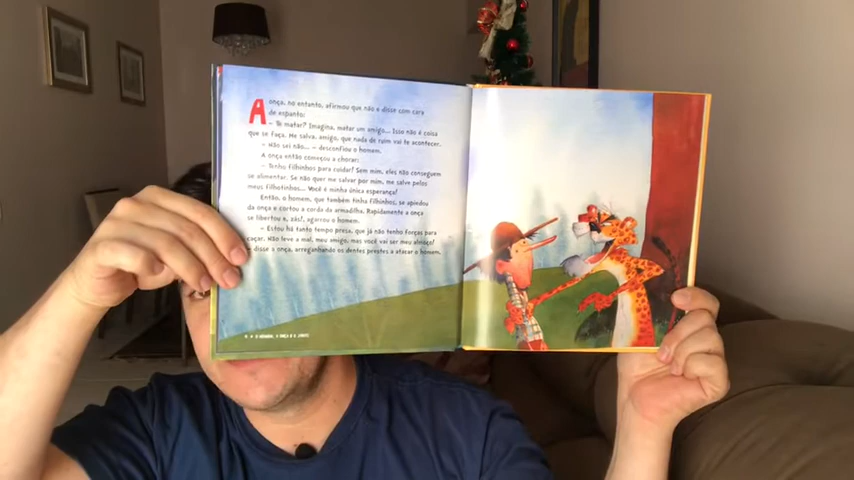 A onça, no entanto, afirmou que não e disse com cara
de espanto:
– Te matar? Imagina, matar um amigo... Isso não é coisa
que se faça. Me salva, amigo, que nada de ruim vai te acontecer.
– Não sei não... – desconfiou o homem.
A onça então começou a chorar:
– Tenho filhinhos para cuidar! Sem mim, eles não conseguem
se alimentar. Se não quer me salvar por mim, me salve pelos
meus filhotinhos... Você é minha única esperança!
Então, o homem, que também tinha filhinhos, se apiedou
da onça e cortou a corda da armadilha. Rapidamente a onça
se libertou e, zás!, agarrou o homem.
– Estou há tanto tempo presa, que já não tenho forças para
caçar. Não leve a mal, meu amigo, mas você vai ser meu almoço!
– disse a onça, arreganhando os dentes prestes a atacar o homem.
O HOMEM, A ONÇA E O